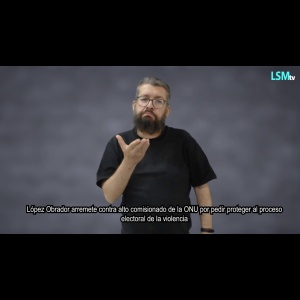 LSMtv
López Obrador arremete contra alto comisionado de la ONU por pedir proteger al proceso
electoral de la violencia